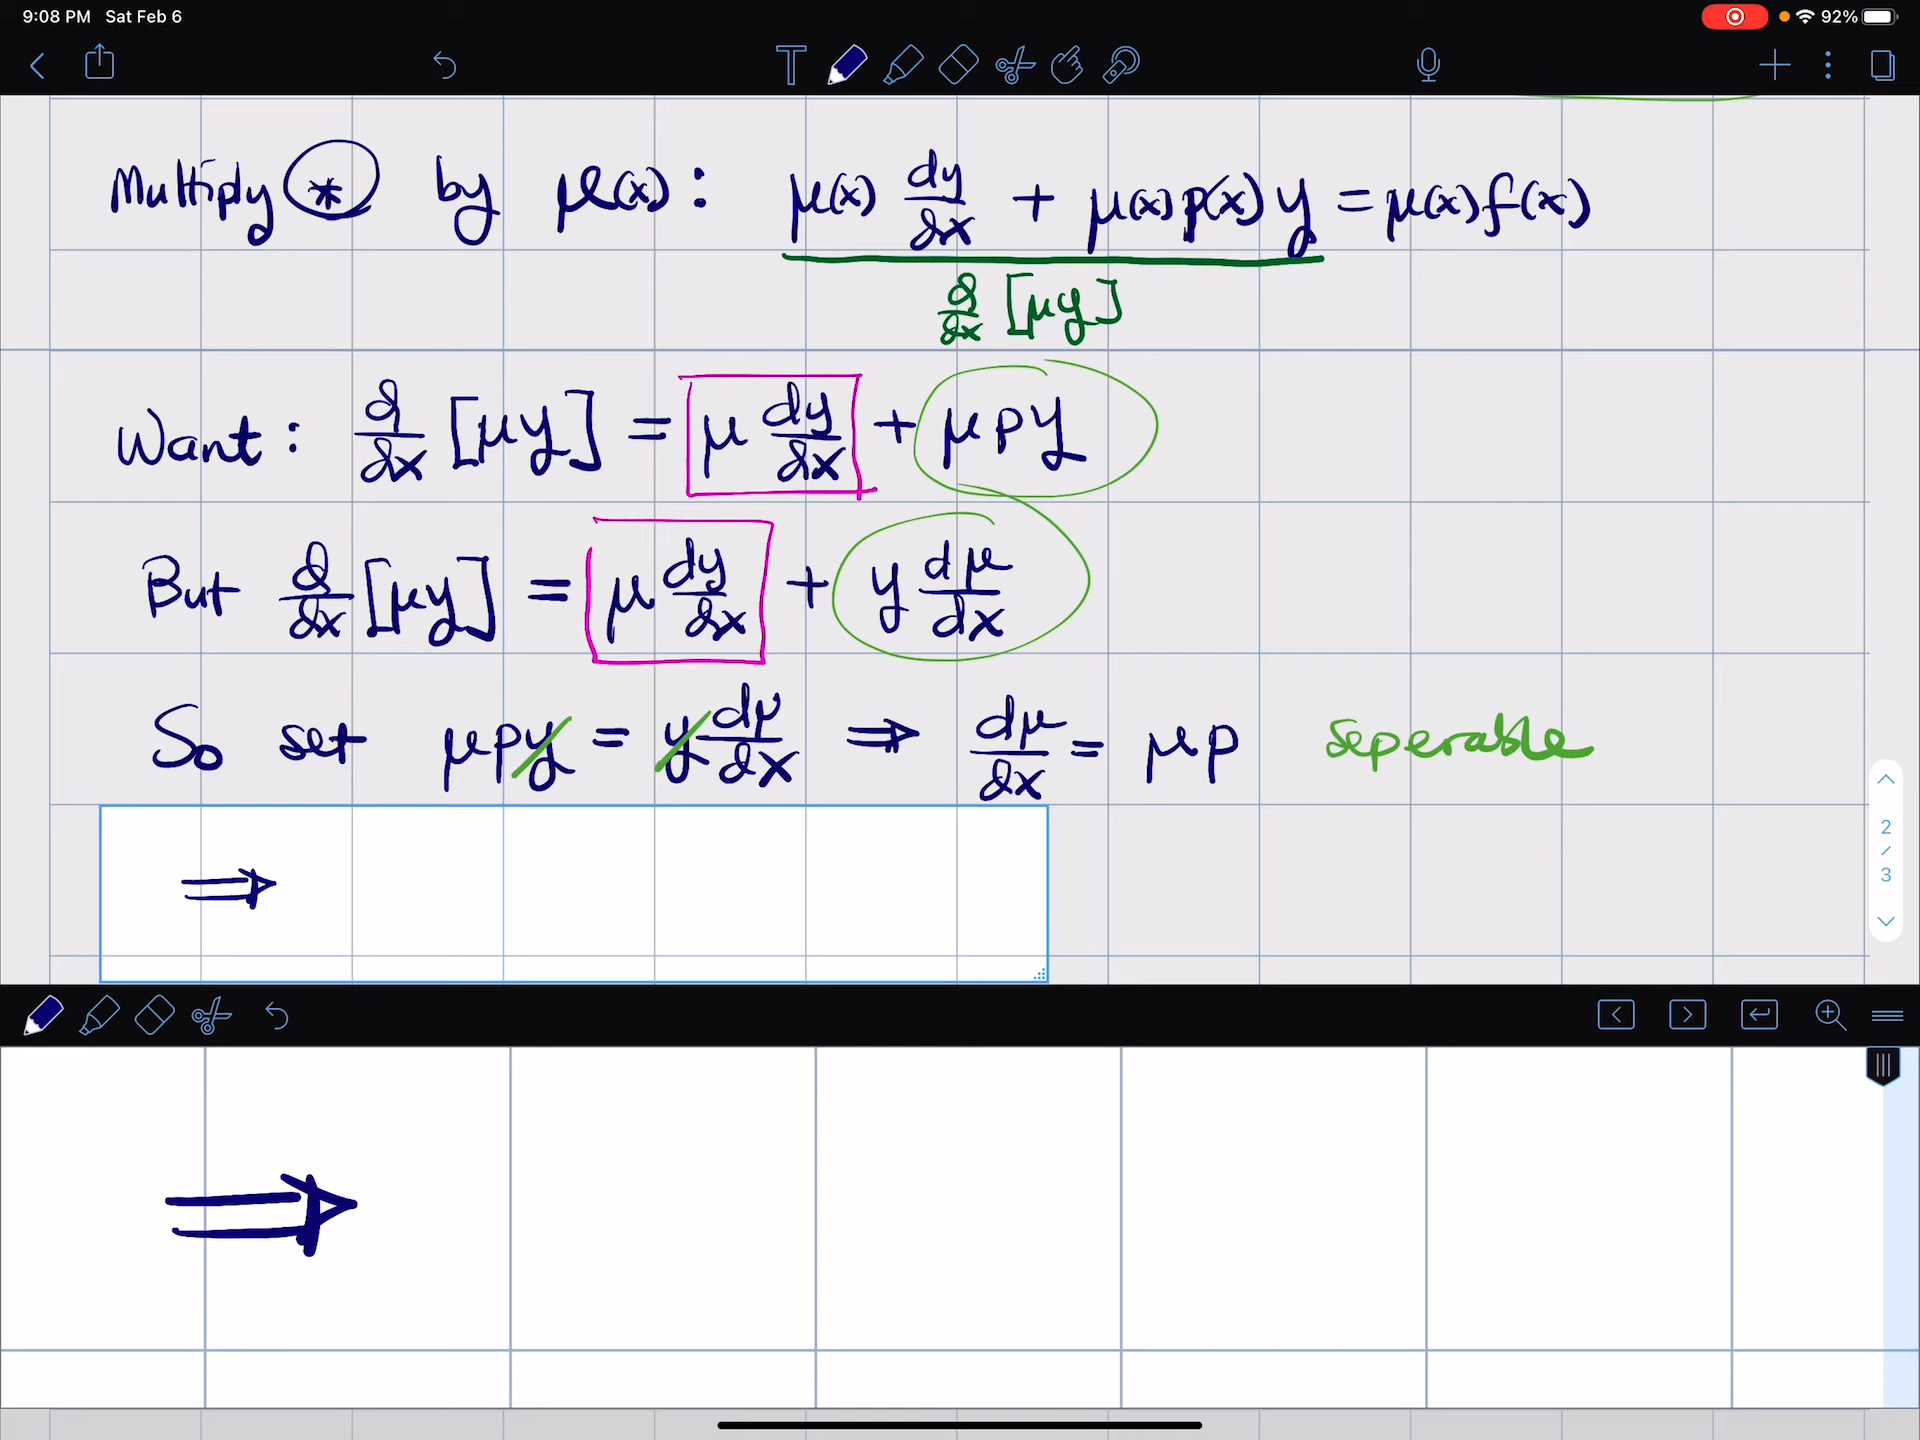 9:08 PM Sat Feb 6 92%
T
Multiply * by μ(x): μ(x) dy/dx + μ(x)p(x)y = μ(x)f(x)
d/dx [μy]
Want: d/dx [μy] = μ dy/dx + μpy
But d/dx [μy] = μ dy/dx + y dμ/dx
So set μpy = y dμ/dx ⇒ dμ/dx = μp seperable
2
/
3
⇒
⇒